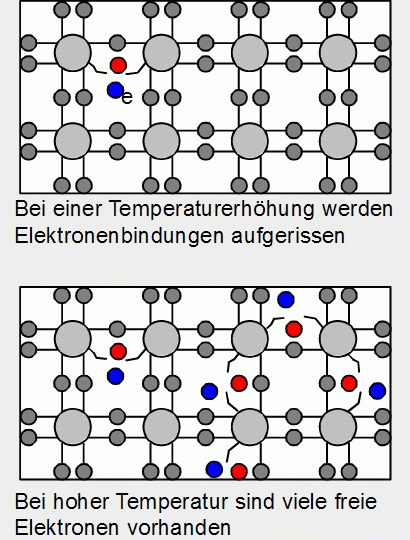 e
Bei einer Temperaturerhöhung werden
Elektronenbindungen aufgerissen
Bei hoher Temperatur sind viele freie
Elektronen vorhanden